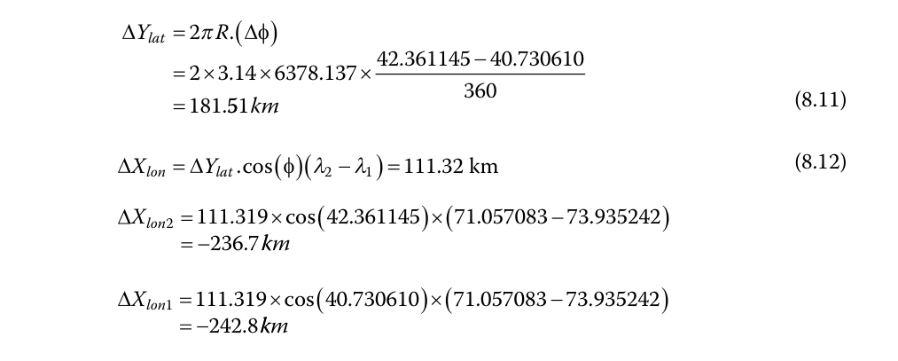 ΔY_lat = 2πR.(Δϕ)
= 2×3.14×6378.137× (42.361145 − 40.730610)/360
= 181.51 km
(8.11)
ΔX_lon = ΔY_lat.cos(ϕ)(λ₂ − λ₁) = 111.32 km (8.12)
ΔX_lon2 = 111.319×cos(42.361145)×(71.057083 − 73.935242)
= −236.7 km
ΔX_lon1 = 111.319×cos(40.730610)×(71.057083 − 73.935242)
= −242.8 km